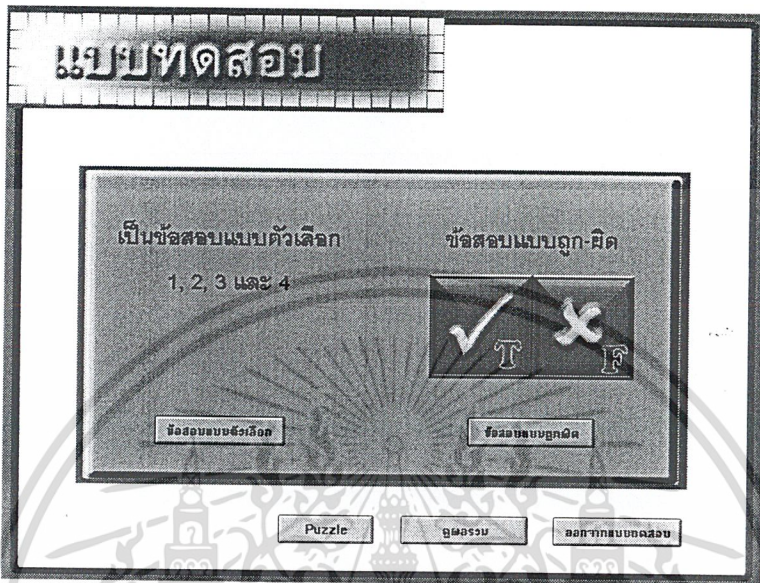 แบบทดสอบ
เป็นข้อสอบแบบตัวเลือก
1, 2, 3 และ 4
ข้อสอบแบบถูก-ผิด
T F
ข้อสอบแบบตัวเลือก
ข้อสอบแบบถูกผิด
Puzzle
ดูผลรวม
ออกจากแบบทดสอบ